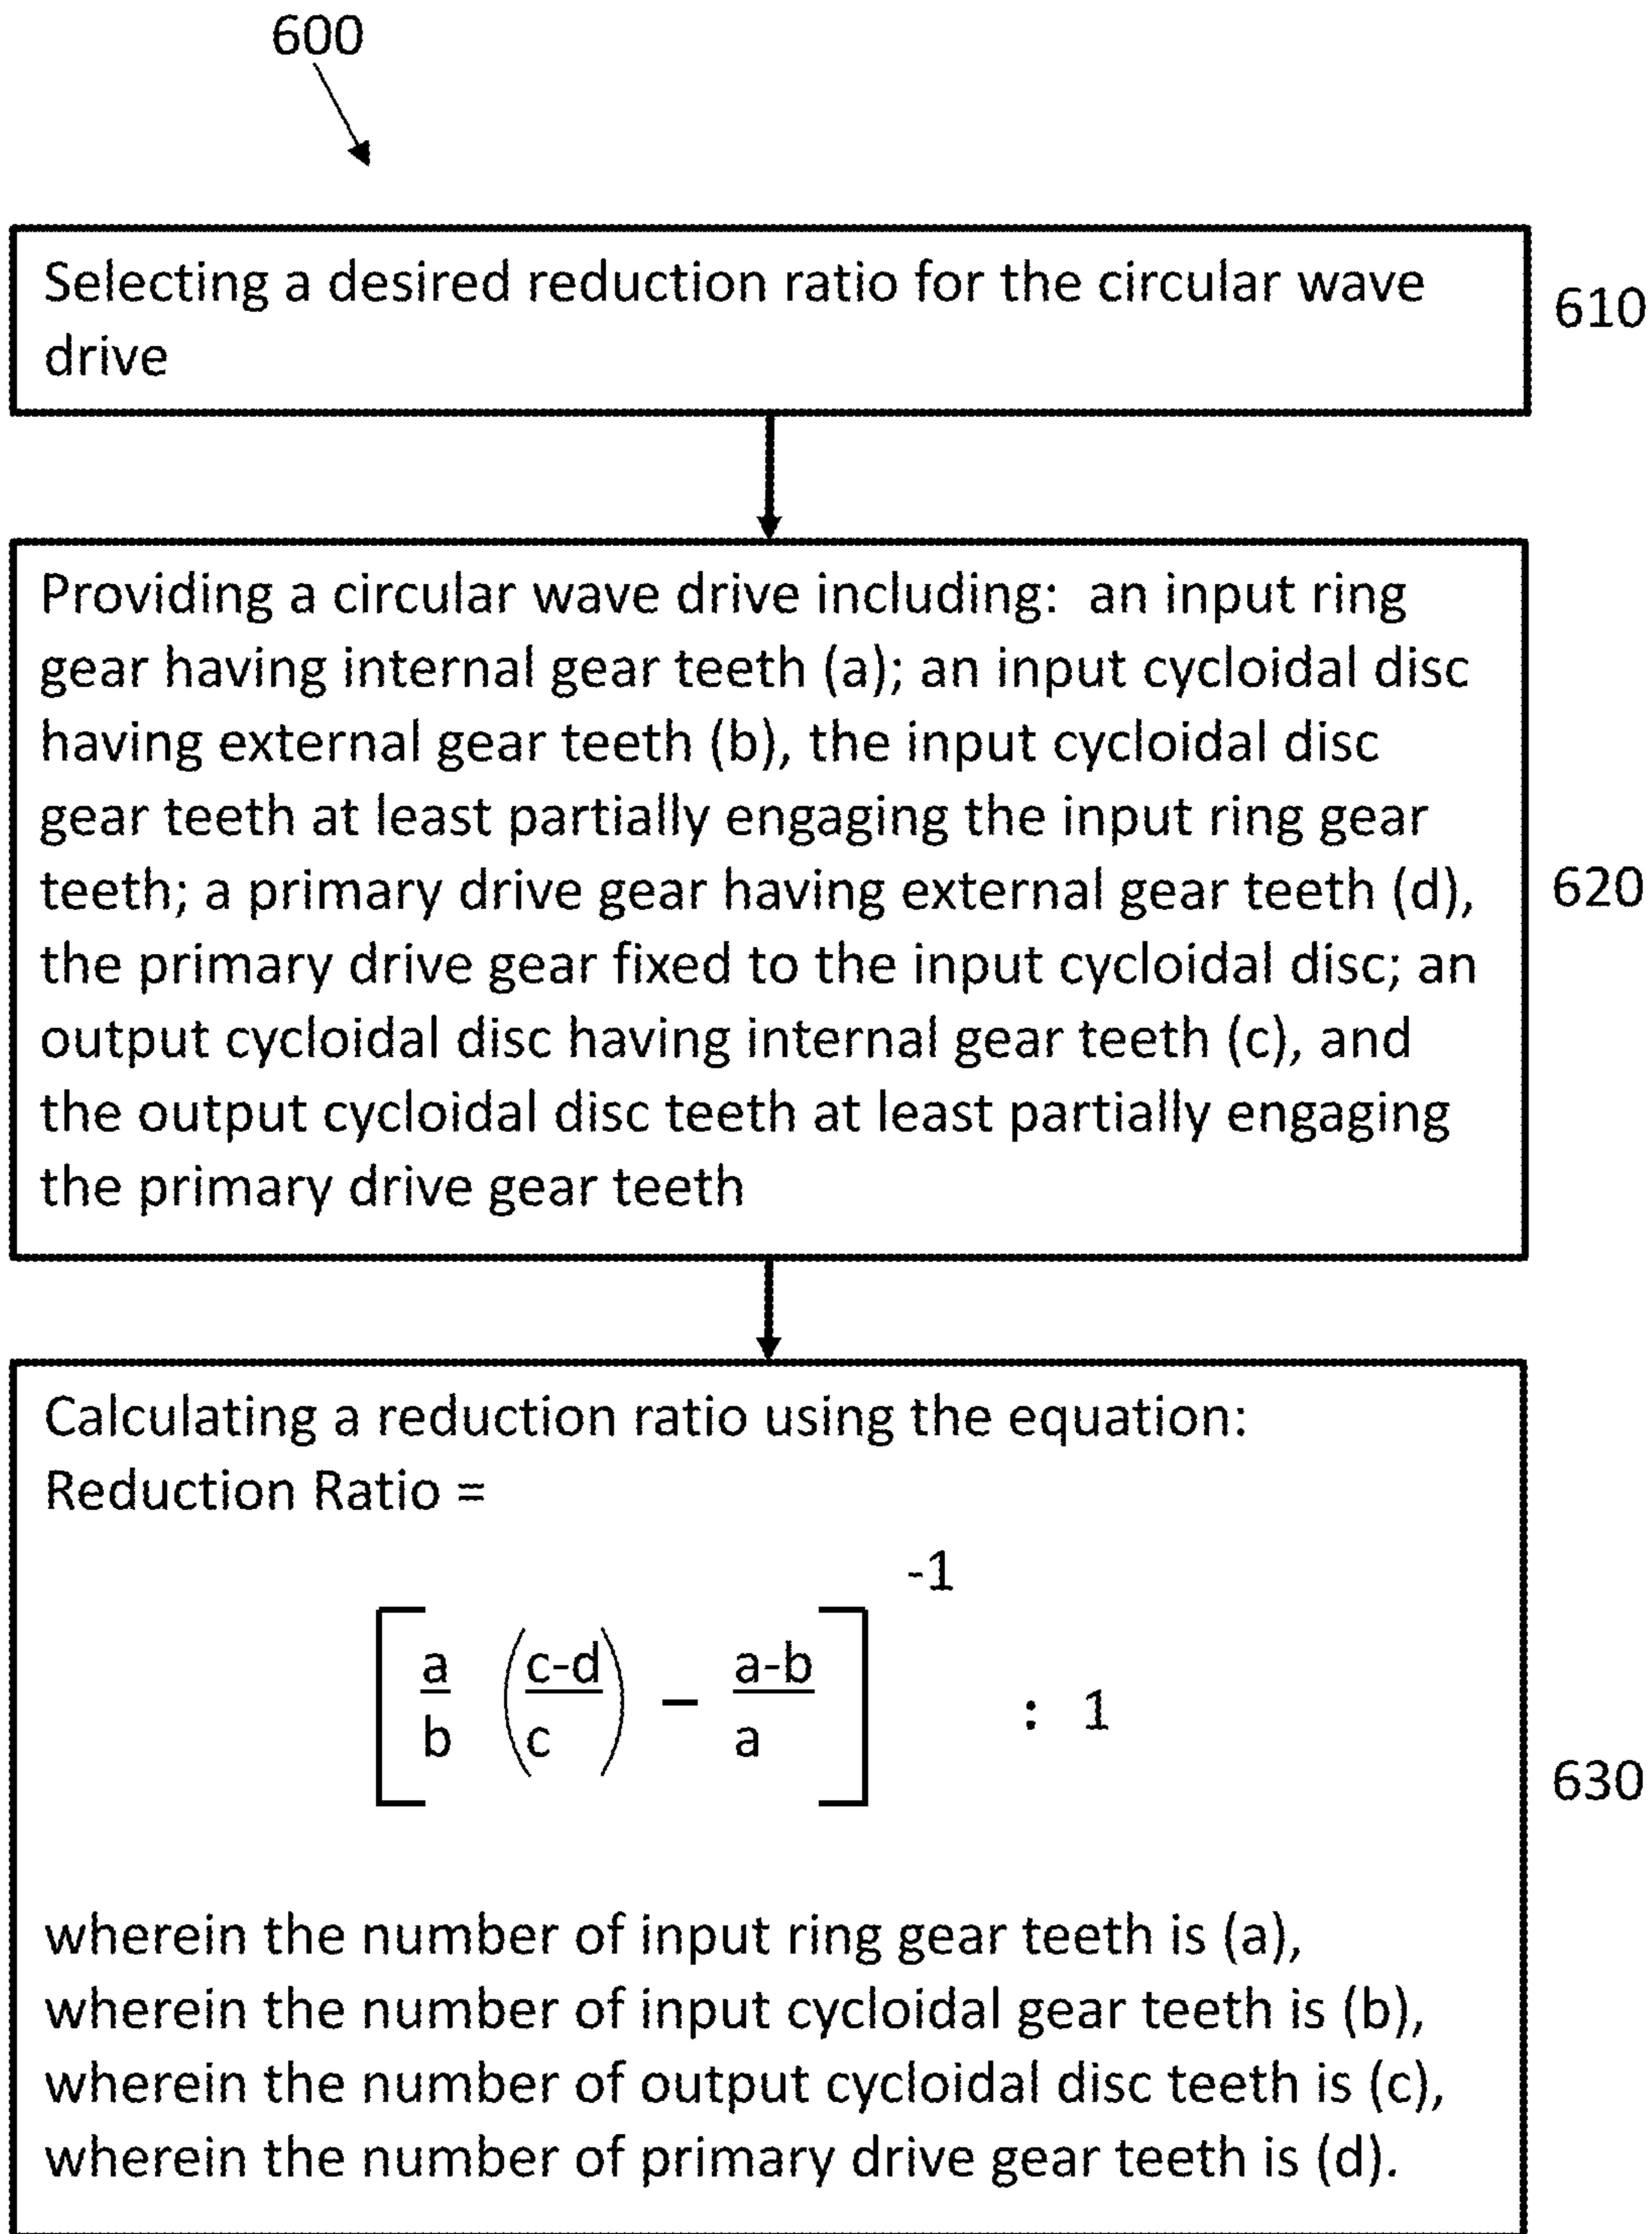 600
Selecting a desired reduction ratio for the circular wave
drive
610
Providing a circular wave drive including: an input ring
gear having internal gear teeth (a); an input cycloidal disc
having external gear teeth (b), the input cycloidal disc
gear teeth at least partially engaging the input ring gear
teeth; a primary drive gear having external gear teeth (d),
the primary drive gear fixed to the input cycloidal disc; an
output cycloidal disc having internal gear teeth (c), and
the output cycloidal disc teeth at least partially engaging
the primary drive gear teeth
620
Calculating a reduction ratio using the equation:
Reduction Ratio =
[a/b (c-d/c) – a-b/a]^-1 : 1
630
wherein the number of input ring gear teeth is (a),
wherein the number of input cycloidal gear teeth is (b),
wherein the number of output cycloidal disc teeth is (c),
wherein the number of primary drive gear teeth is (d).